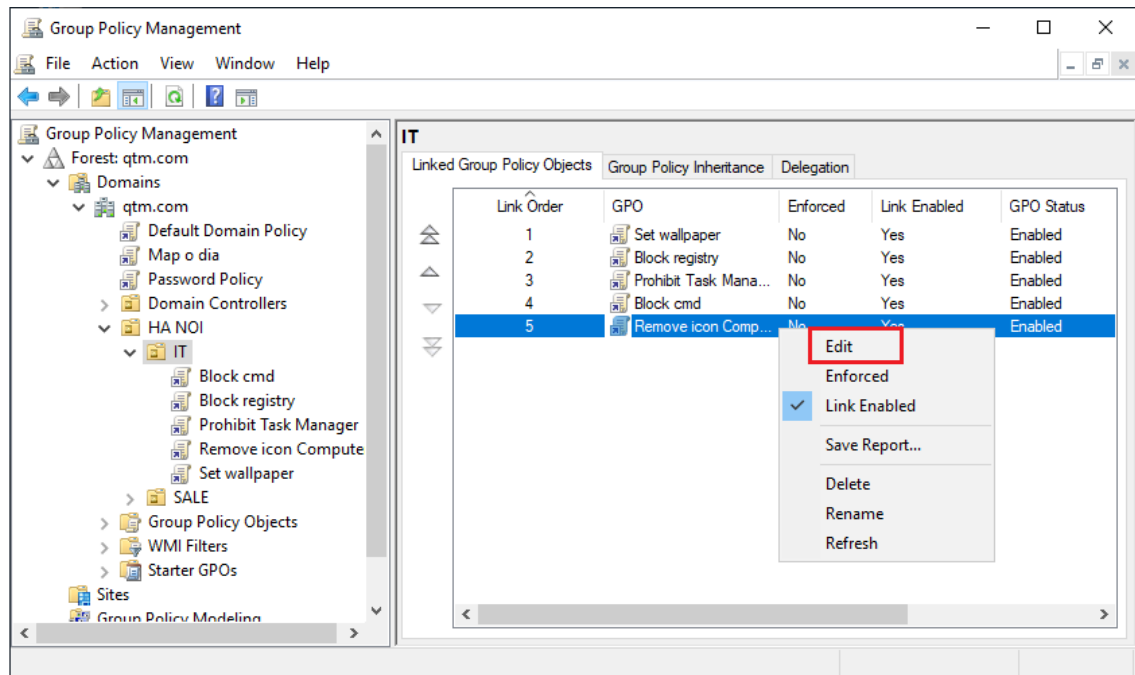 Group Policy Management
File Action View Window Help
Group Policy Management
Forest: qtm.com
Domains
qtm.com
Default Domain Policy
Map o dia
Password Policy
Domain Controllers
HA NOI
IT
Block cmd
Block registry
Prohibit Task Manager
Remove icon Compute
Set wallpaper
SALE
Group Policy Objects
WMI Filters
Starter GPOs
Sites
Group Policy Modeling
IT
Linked Group Policy Objects Group Policy Inheritance Delegation
Link Order GPO Enforced Link Enabled GPO Status
1 Set wallpaper No Yes Enabled
2 Block registry No Yes Enabled
3 Prohibit Task Mana... No Yes Enabled
4 Block cmd No Yes Enabled
5 Remove icon Comp... No Yes Enabled
Edit
Enforced
Link Enabled
Save Report...
Delete
Rename
Refresh